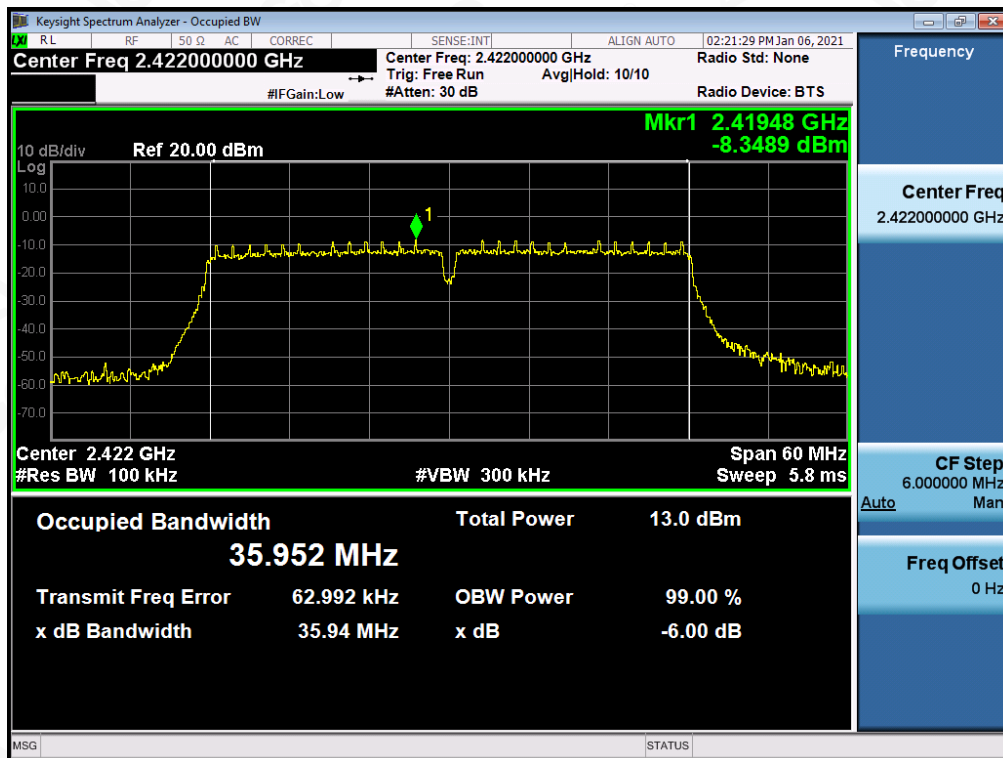 Keysight Spectrum Analyzer - Occupied BW
LXI RL RF 50 Ω AC CORREC SENSE:INT ALIGN AUTO 02:21:29 PM Jan 06, 2021
Center Freq 2.422000000 GHz
Center Freq: 2.422000000 GHz Radio Std: None
Trig: Free Run Avg|Hold: 10/10
#IFGain:Low #Atten: 30 dB Radio Device: BTS
Mkr1 2.41948 GHz
-8.3489 dBm
10 dB/div Ref 20.00 dBm
Log
10.0
0.00
1
-10.0
-20.0
-30.0
-40.0
-50.0
-60.0
-70.0
Center 2.422 GHz Span 60 MHz
#Res BW 100 kHz #VBW 300 kHz Sweep 5.8 ms
Occupied Bandwidth Total Power 13.0 dBm
35.952 MHz
Transmit Freq Error 62.992 kHz OBW Power 99.00 %
x dB Bandwidth 35.94 MHz x dB -6.00 dB
MSG STATUS
Frequency
Center Freq
2.422000000 GHz
CF Step
6.000000 MHz
Auto Man
Freq Offset
0 Hz